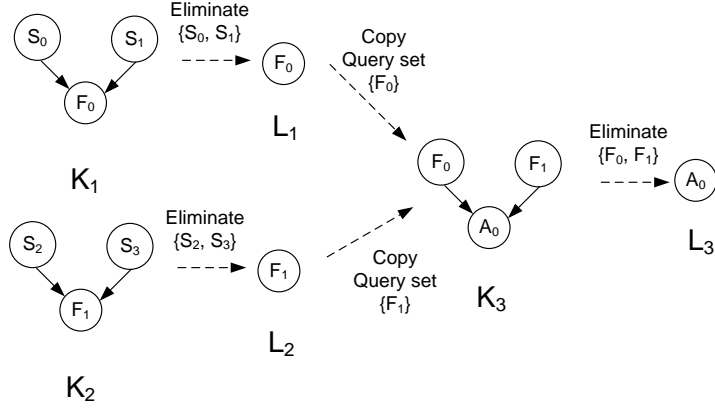 S0
S1
F0
K1
Eliminate
{S0, S1}
F0
L1
Copy
Query set
{F0}
S2
S3
F1
K2
Eliminate
{S2, S3}
F1
L2
Copy
Query set
{F1}
F0
F1
A0
K3
Eliminate
{F0, F1}
A0
L3